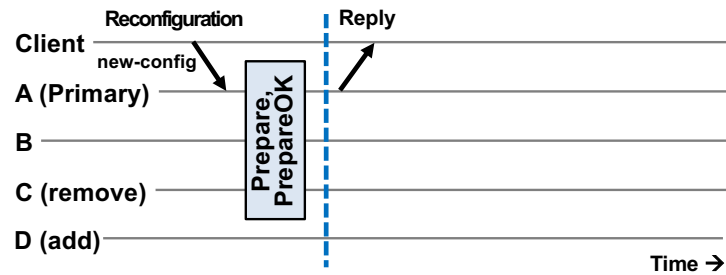 Reconfiguration
Reply
Client
new-config
A (Primary)
Prepare,
PrepareOK
B
C (remove)
D (add)
Time →